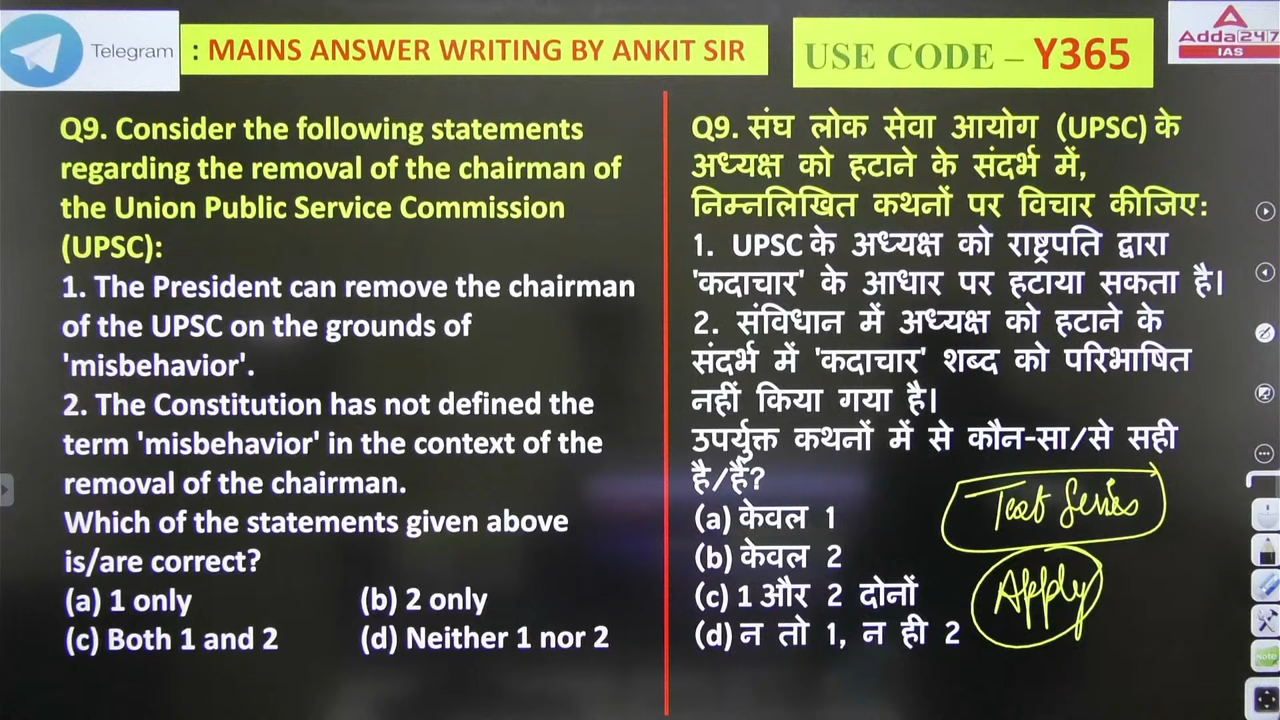 Telegram
: MAINS ANSWER WRITING BY ANKIT SIR
USE CODE – Y365
Adda 247
IAS
Q9. Consider the following statements
regarding the removal of the chairman of
the Union Public Service Commission
(UPSC):
1. The President can remove the chairman
of the UPSC on the grounds of
'misbehavior'.
2. The Constitution has not defined the
term 'misbehavior' in the context of the
removal of the chairman.
Which of the statements given above
is/are correct?
(a) 1 only (b) 2 only
(c) Both 1 and 2 (d) Neither 1 nor 2
Q9. संघ लोक सेवा आयोग (UPSC) के
अध्यक्ष को हटाने के संदर्भ में,
निम्नलिखित कथनों पर विचार कीजिए:
1. UPSC के अध्यक्ष को राष्ट्रपति द्वारा
'कदाचार' के आधार पर हटाया सकता है।
2. संविधान में अध्यक्ष को हटाने के
संदर्भ में 'कदाचार' शब्द को परिभाषित
नहीं किया गया है।
उपर्युक्त कथनों में से कौन-सा/से सही
है/हैं?
(a) केवल 1
(b) केवल 2
(c) 1 और 2 दोनों
(d) न तो 1, न ही 2
Test Series
Apply
Note